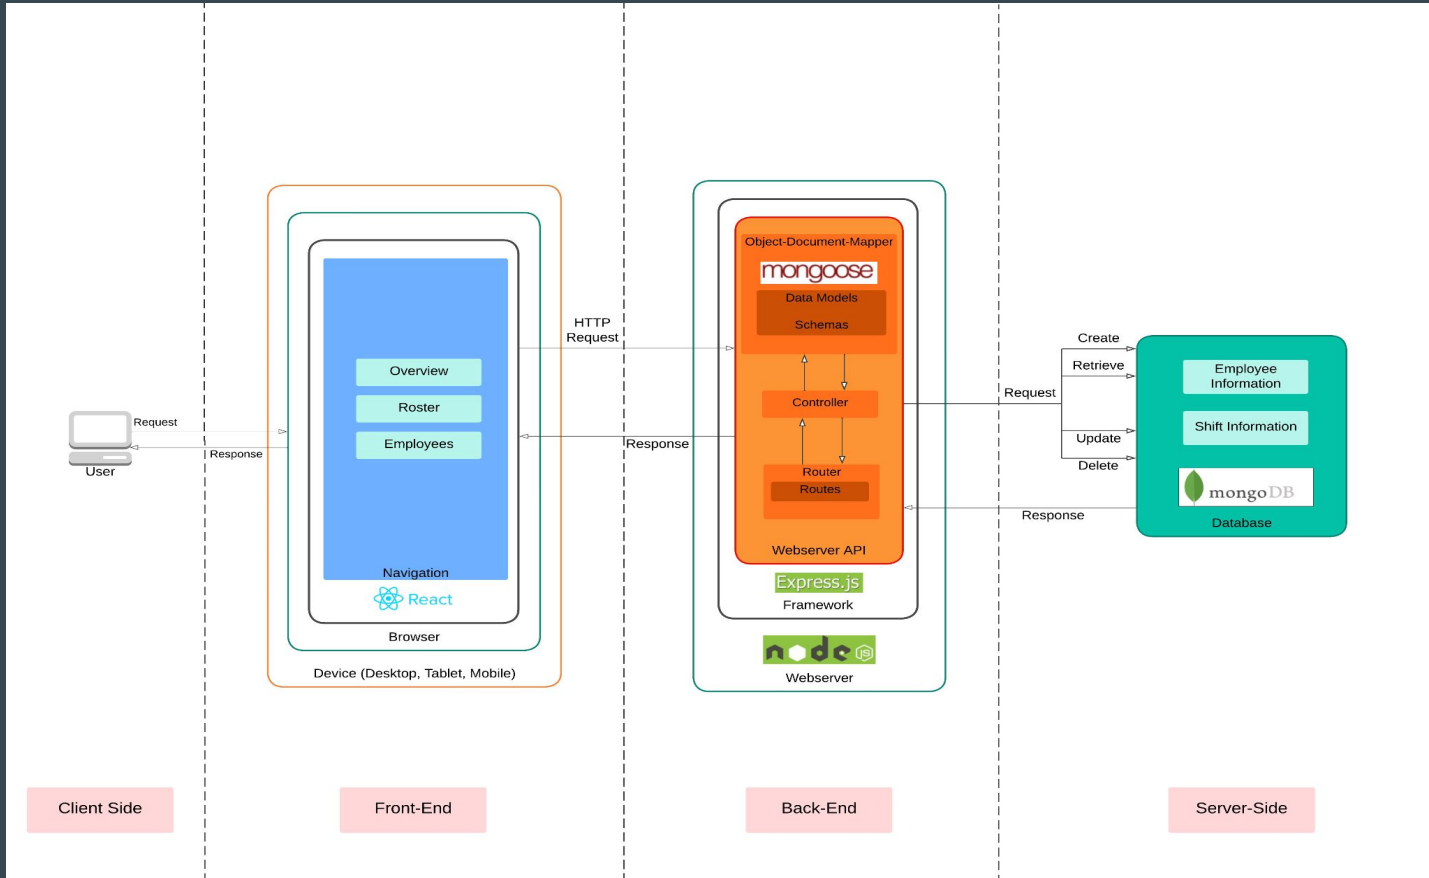 Request
Response
User
Overview
Roster
Employees
Navigation
React
Browser
Device (Desktop, Tablet, Mobile)
HTTP
Request
Response
Object-Document-Mapper
mongoose
Data Models
Schemas
Controller
Router
Routes
Webserver API
Express.js
Framework
node
JS
Webserver
Request
Create
Retrieve
Update
Delete
Response
Employee
Information
Shift Information
mongoDB
Database
Client Side
Front-End
Back-End
Server-Side